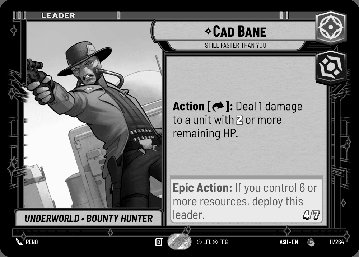 LEADER
CAD BANE
STILL FASTER THAN YOU
Action [ ]: Deal 1 damage
to a unit with 2 or more
remaining HP.
Epic Action: If you control 6 or
more resources, deploy this
leader.
4/7
UNDERWORLD • BOUNTY HUNTER